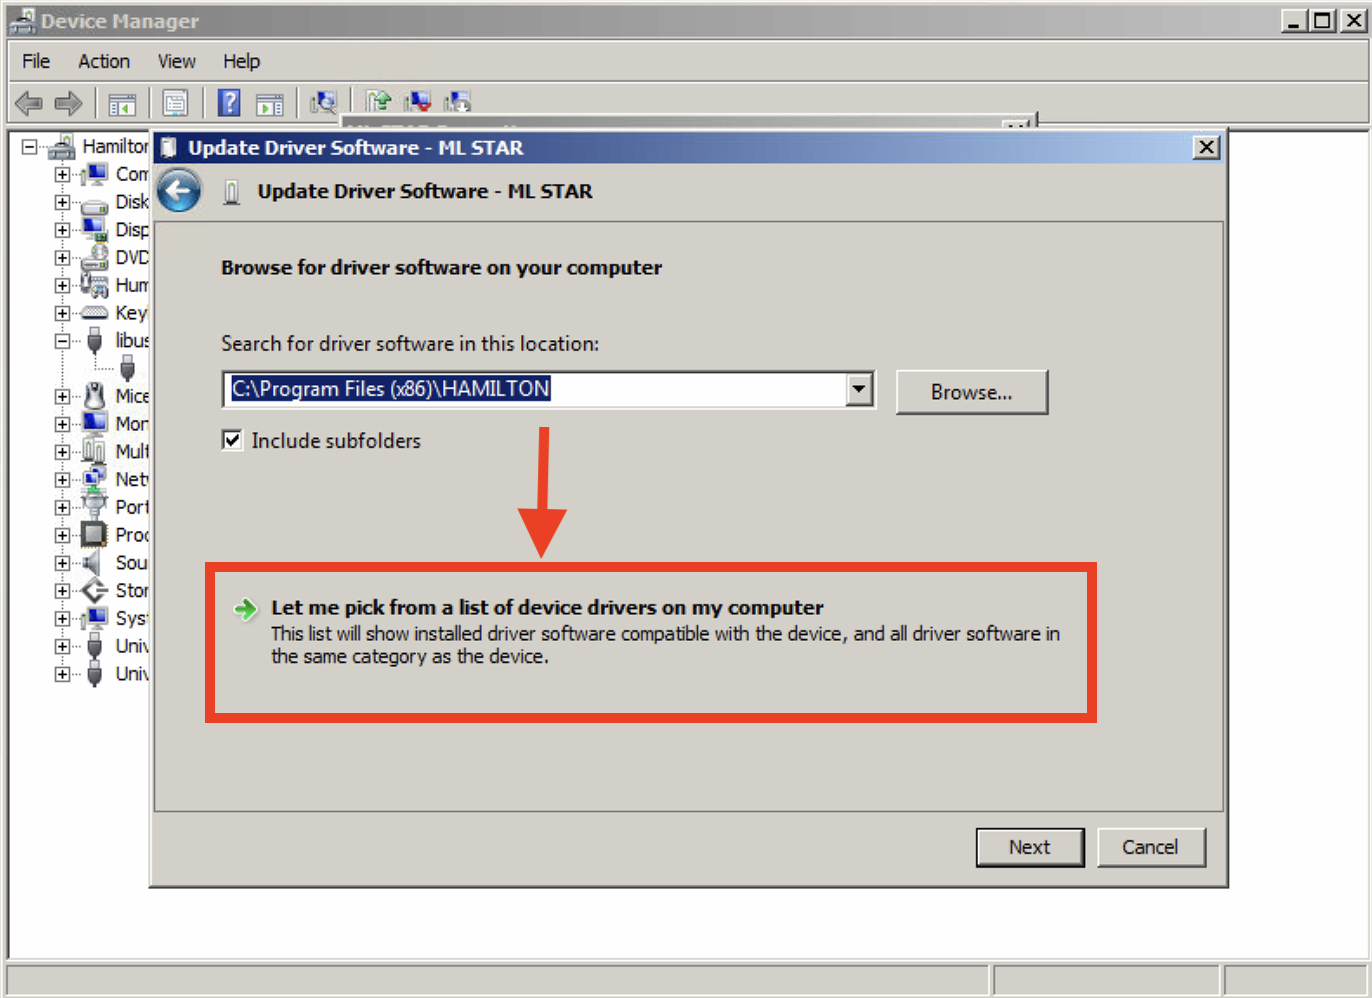 Device Manager
File Action View Help
Hamilton
Com
Disk
Disp
DVD
Hum
Key
libus
Mice
Mon
Mult
Net
Port
Proc
Sou
Stor
Syst
Univ
Univ
Update Driver Software - ML STAR
Update Driver Software - ML STAR
Browse for driver software on your computer
Search for driver software in this location:
C:\Program Files (x86)\HAMILTON
Browse...
Include subfolders
Let me pick from a list of device drivers on my computer
This list will show installed driver software compatible with the device, and all driver software in
the same category as the device.
Next Cancel